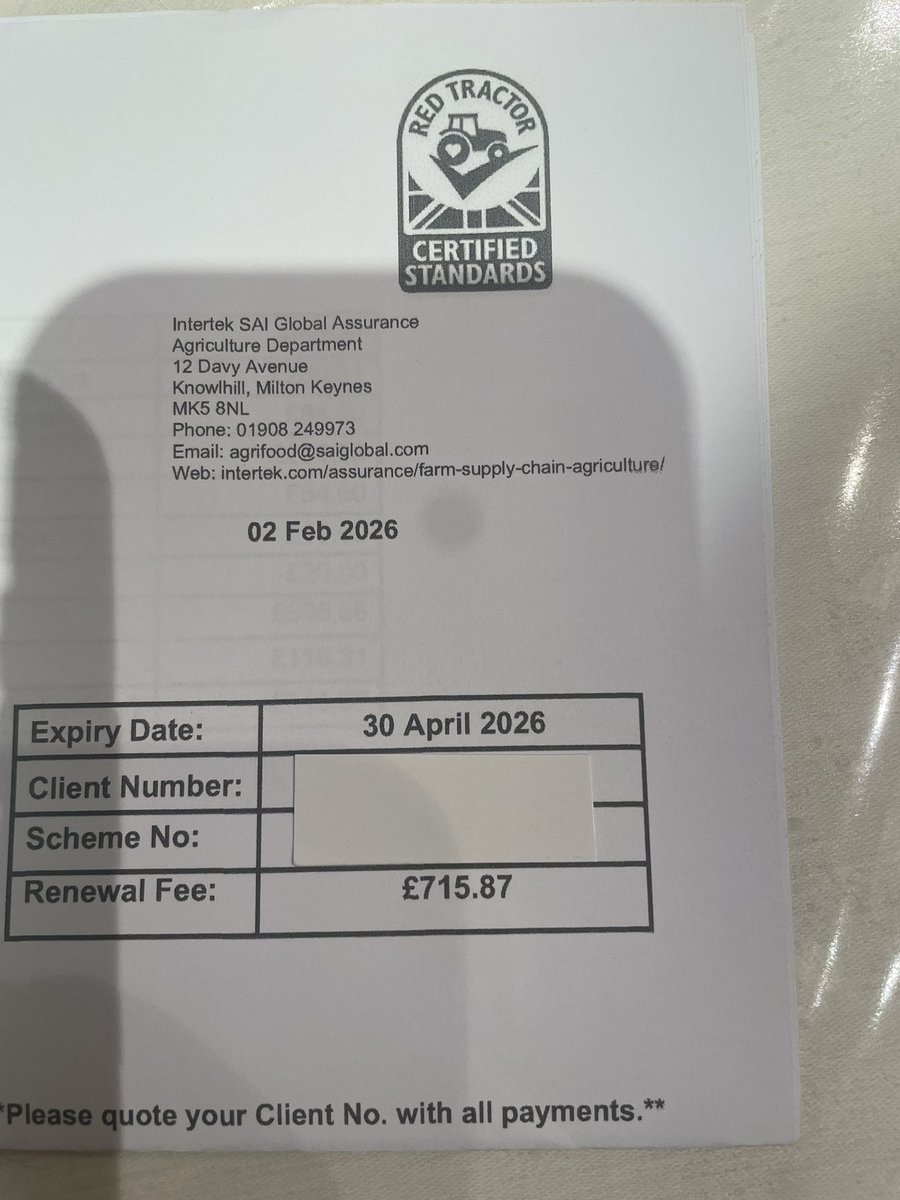 RED TRACTOR
CERTIFIED
STANDARDS
Intertek SAI Global Assurance
Agriculture Department
12 Davy Avenue
Knowlhill, Milton Keynes
MK5 8NL
Phone: 01908 249973
Email: agrifood@saiglobal.com
Web: intertek.com/assurance/farm-supply-chain-agriculture/
02 Feb 2026
Expiry Date: 30 April 2026
Client Number:
Scheme No:
Renewal Fee: £715.87
*Please quote your Client No. with all payments.**